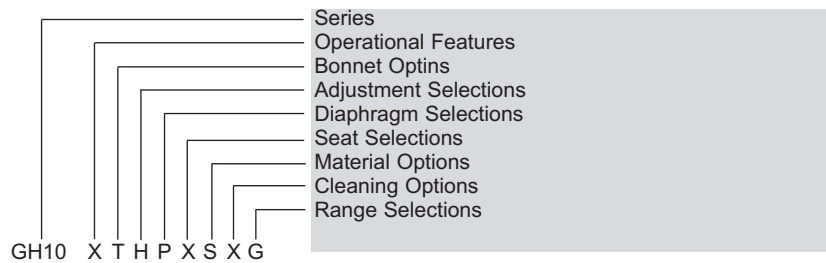 Series
Operational Features
Bonnet Optins
Adjustment Selections
Diaphragm Selections
Seat Selections
Material Options
Cleaning Options
Range Selections
GH10 X T H P X S X G